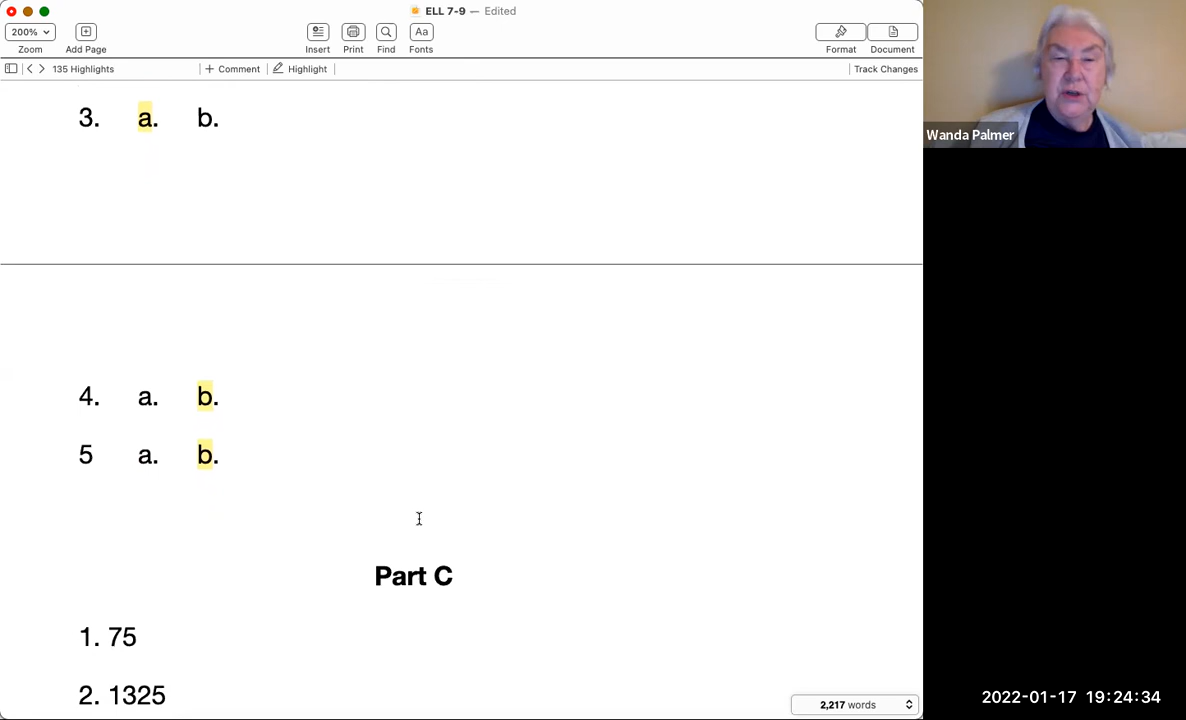 ELL 7-9 — Edited
200%
Zoom
Add Page
Insert
Print
Aa
Find
Fonts
Format
Document
135 Highlights
+ Comment
Highlight
Track Changes
3. a. b.
4. a. b.
5 a. b.
Part C
1. 75
2. 1325
2,217 words
Wanda Palmer
2022-01-17 19:24:34